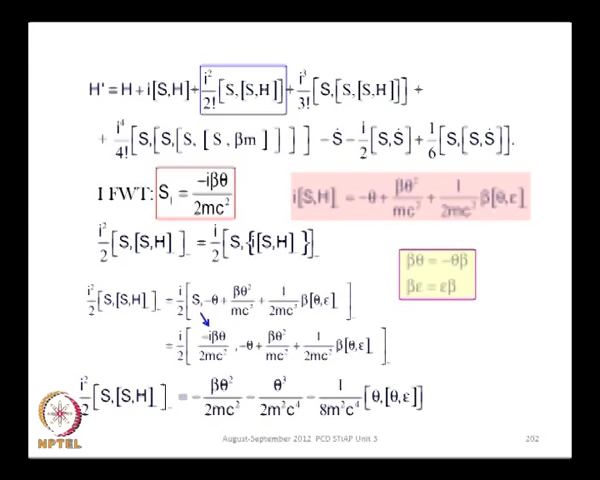 H' = H + i[S,H] + i²/2! [S,[S,H]] + i³/3! [S,[S,[S,H]]] +
+ i⁴/4! [S,[S,[S, [ S , βm ] ] ] ] − Ṡ − i/2 [S,Ṡ] + 1/6 [S,[S,Ṡ]].
I FWT: S₁ = −iβθ/2mc²
i[S,H] = −θ + βθ²/mc² + 1/2mc² β[θ,ε]
i²/2 [S,[S,H] ]_ = i/2 [S,{i[S,H] }]_
βθ = −θβ
βε = εβ
i²/2 [S,[S,H]]_ = i/2 [ S,−θ + βθ²/mc² + 1/2mc² β[θ,ε] ]_
= i/2 [ −iβθ/2mc² ,−θ + βθ²/mc² + 1/2mc² β[θ,ε] ]_
i²/2 [S,[S,H]]_ = − βθ²/2mc² − θ³/2m²c⁴ − 1/8m²c⁴ [θ,[θ,ε]]
NPTEL
August-September 2012 PCD STiAP Unit 3
202